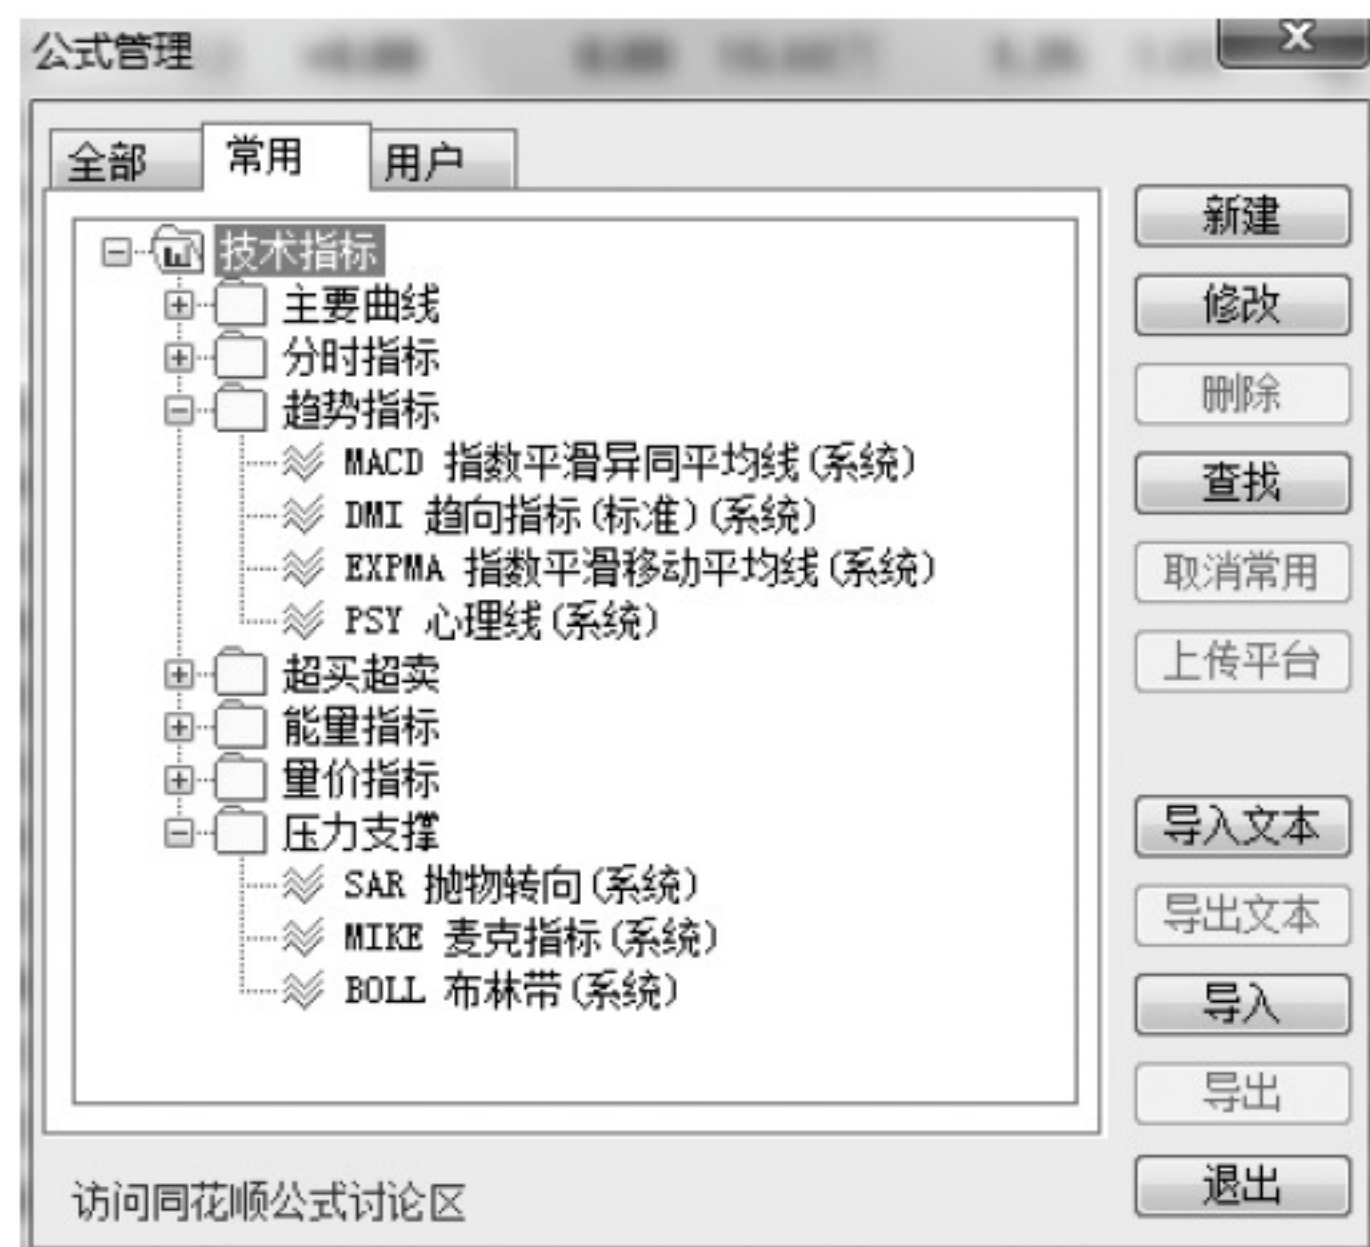 公式管理
全部 常用 用户
技术指标
主要曲线
分时指标
趋势指标
MACD 指数平滑异同平均线(系统)
DMI 趋向指标(标准)(系统)
EXPMA 指数平滑移动平均线(系统)
PSY 心理线(系统)
超买超卖
能量指标
量价指标
压力支撑
SAR 抛物转向(系统)
MIKE 麦克指标(系统)
BOLL 布林带(系统)
新建
修改
删除
查找
取消常用
上传平台
导入文本
导出文本
导入
导出
退出
访问同花顺公式讨论区